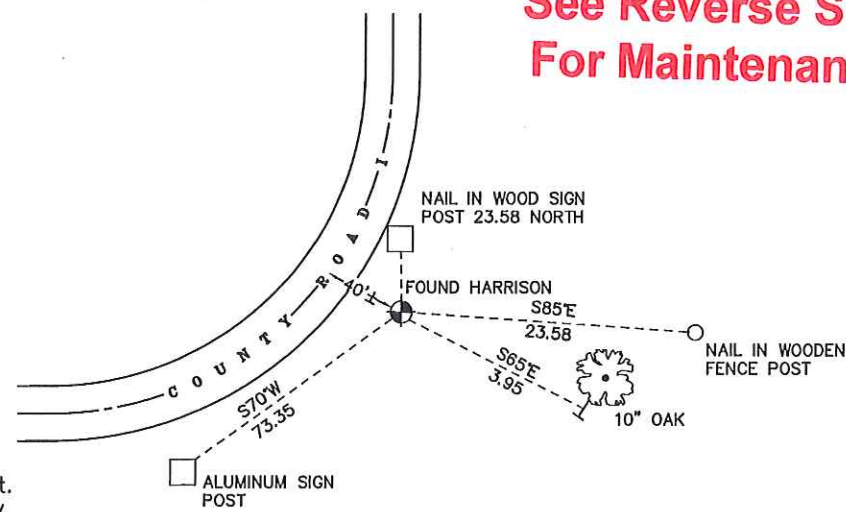 See Reverse S
For Maintenan
NAIL IN WOOD SIGN
POST 23.58 NORTH
COUNTY ROAD I
40'±
FOUND HARRISON
S85°E
23.58
NAIL IN WOODEN
FENCE POST
S65°E
3.95
10" OAK
S70°W
73.35
ALUMINUM SIGN
POST
t.